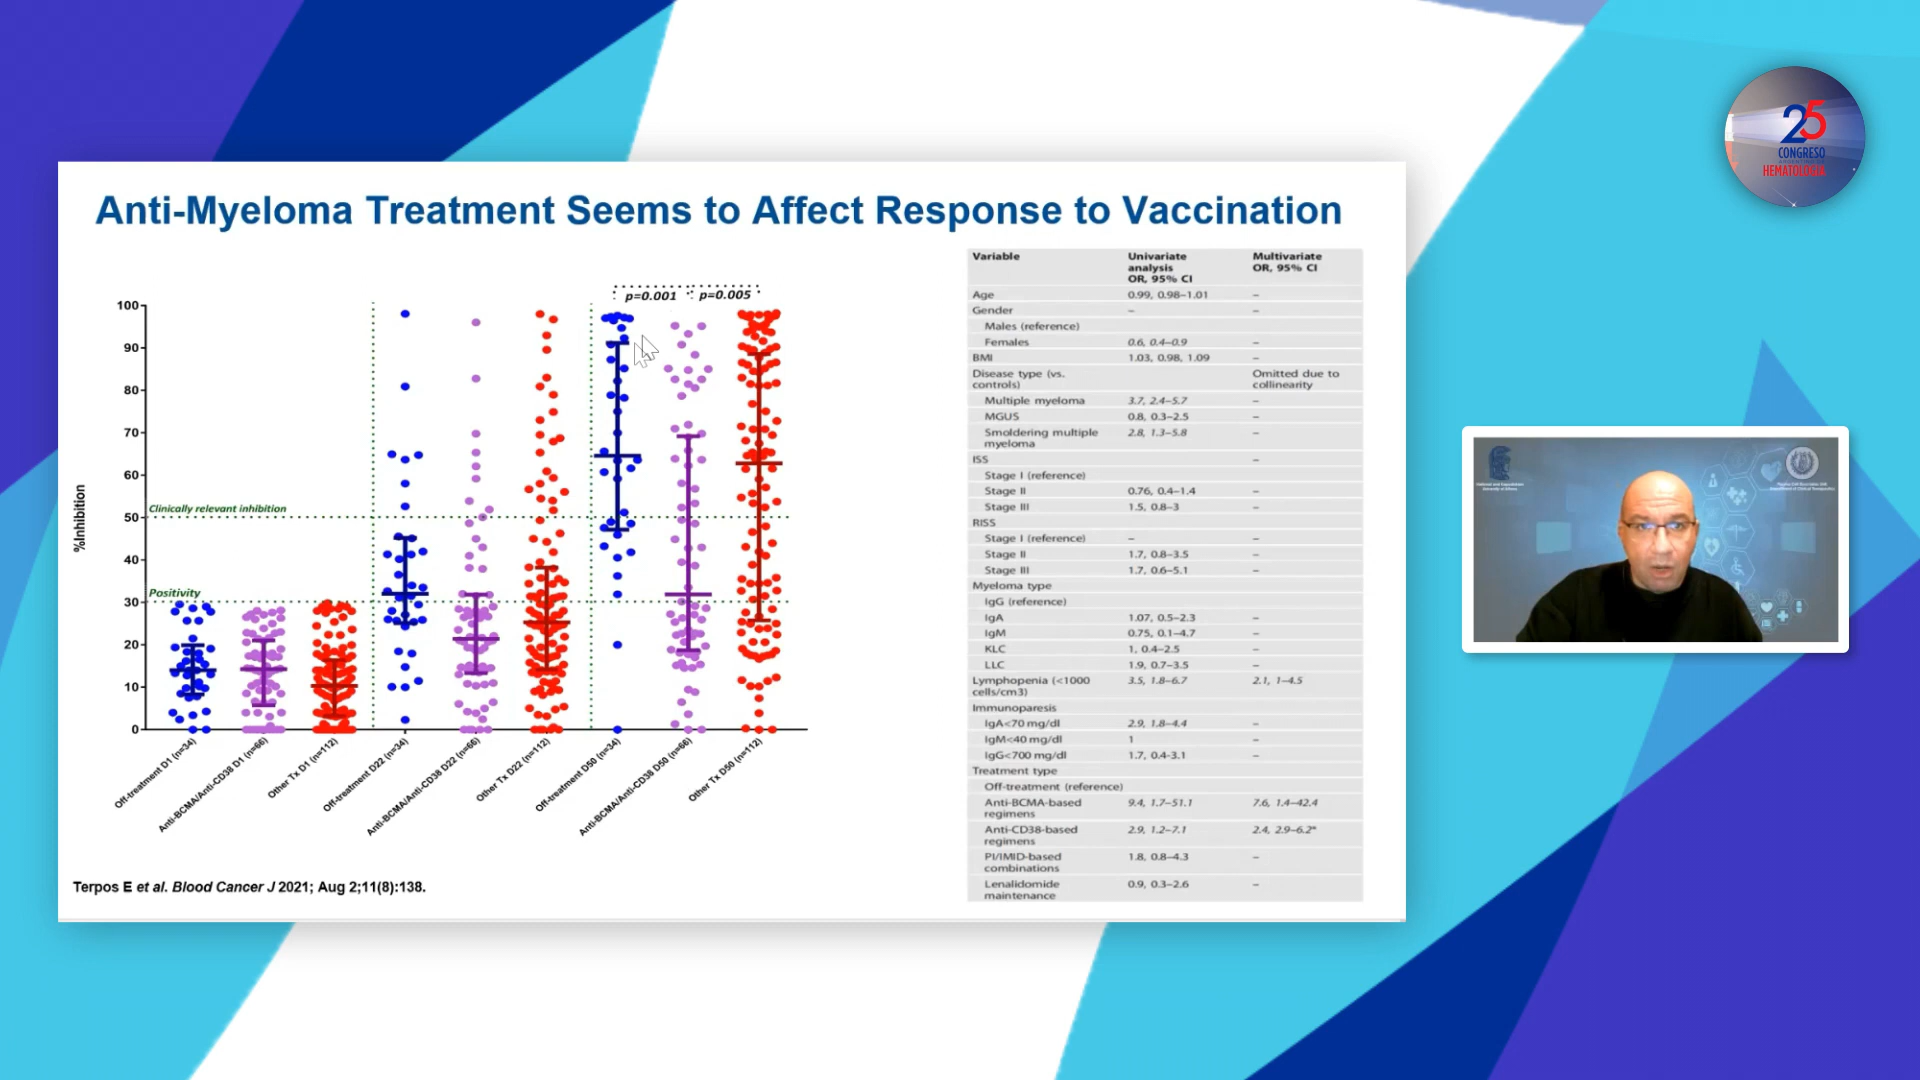 25
CONGRESO
HEMATOLOGÍA
Anti-Myeloma Treatment Seems to Affect Response to Vaccination
p=0.001
p=0.005
%Inhibition
100
90
80
70
60
50
40
30
20
10
0
Clinically relevant inhibition
Positivity
Off-treatment D1 (n=34)
Anti-BCMA/Anti-CD38 D1 (n=66)
Other Tx D1 (n=112)
Off-treatment D22 (n=34)
Anti-BCMA/Anti-CD38 D22 (n=66)
Other Tx D22 (n=112)
Off-treatment D50 (n=34)
Anti-BCMA/Anti-CD38 D50 (n=66)
Other Tx D50 (n=112)
Terpos E et al. Blood Cancer J 2021; Aug 2;11(8):138.
Variable Univariate analysis OR, 95% CI Multivariate OR, 95% CI
Age 0.99, 0.98–1.01 –
Gender – –
Males (reference)
Females 0.6, 0.4–0.9 –
BMI 1.03, 0.98, 1.09 –
Disease type (vs. controls) Omitted due to collinearity
Multiple myeloma 3.7, 2.4–5.7 –
MGUS 0.8, 0.3–2.5 –
Smoldering multiple myeloma 2.8, 1.3–5.8 –
ISS –
Stage I (reference)
Stage II 0.76, 0.4–1.4 –
Stage III 1.5, 0.8–3 –
RISS
Stage I (reference) – –
Stage II 1.7, 0.8–3.5 –
Stage III 1.7, 0.6–5.1 –
Myeloma type
IgG (reference)
IgA 1.07, 0.5–2.3 –
IgM 0.75, 0.1–4.7 –
KLC 1, 0.4–2.5 –
LLC 1.9, 0.7–3.5 –
Lymphopenia (<1000 cells/cm3) 3.5, 1.8–6.7 2.1, 1–4.5
Immunoparesis
IgA<70 mg/dl 2.9, 1.8–4.4 –
IgM<40 mg/dl 1 –
IgG<700 mg/dl 1.7, 0.4-3.1 –
Treatment type
Off-treatment (reference)
Anti-BCMA-based regimens 9.4, 1.7–51.1 7.6, 1.4–42.4
Anti-CD38-based regimens 2.9, 1.2–7.1 2.4, 2.9–6.2*
PI/IMID-based combinations 1.8, 0.8–4.3 –
Lenalidomide maintenance 0.9, 0.3–2.6 –